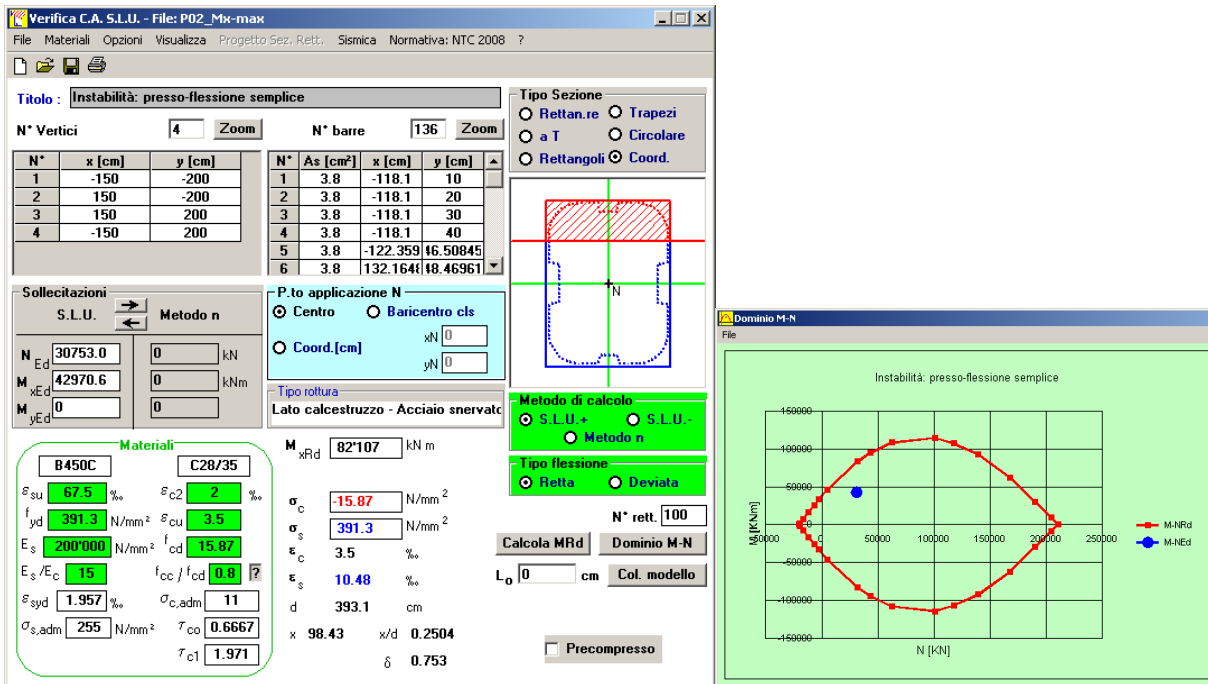 Verifica C.A. S.L.U. - File: P02_Mx-max
File Materiali Opzioni Visualizza Progetto Sez. Rett. Sismica Normativa: NTC 2008 ?
Titolo : Instabilità: presso-flessione semplice
N° Vertici 4 Zoom N° barre 136 Zoom
N° x [cm] y [cm]
1 -150 -200
2 150 -200
3 150 200
4 -150 200
N° As [cm²] x [cm] y [cm]
1 3.8 -118.1 10
2 3.8 -118.1 20
3 3.8 -118.1 30
4 3.8 -118.1 40
5 3.8 -122.359 46.50845
6 3.8 132.1648 48.46961
Tipo Sezione
Rettan.re Trapezi
a T Circolare
Rettangoli Coord.
N
Sollecitazioni
S.L.U. Metodo n
N Ed 30753.0 0 kN
M xEd 42970.6 0 kNm
M yEd 0 0
P.to applicazione N
Centro Baricentro cls
Coord.[cm] xN 0
yN 0
Tipo rottura
Lato calcestruzzo - Acciaio snervato
Metodo di calcolo
S.L.U.+ S.L.U.-
Metodo n
Tipo flessione
Retta Deviata
N° rett. 100
Calcola MRd Dominio M-N
L o 0 cm Col. modello
Precompresso
Materiali
B450C C28/35
εsu 67.5 ‰ εc2 2 ‰
fyd 391.3 N/mm² εcu 3.5
Es 200'000 N/mm² fcd 15.87
Es/Ec 15 fcc / fcd 0.8 ?
εsyd 1.957 ‰ σc,adm 11
σs,adm 255 N/mm² τco 0.6667
τc1 1.971
M xRd 82'107 kN m
σc -15.87 N/mm²
σs 391.3 N/mm²
εc 3.5 ‰
εs 10.48 ‰
d 393.1 cm
x 98.43 x/d 0.2504
δ 0.753
Dominio M-N
File
Instabilità: presso-flessione semplice
150000
100000
50000
0
-50000
-100000
-150000
0 50000 100000 150000 200000 250000
M [KNm]
N [KN]
M-NRd
M-NEd